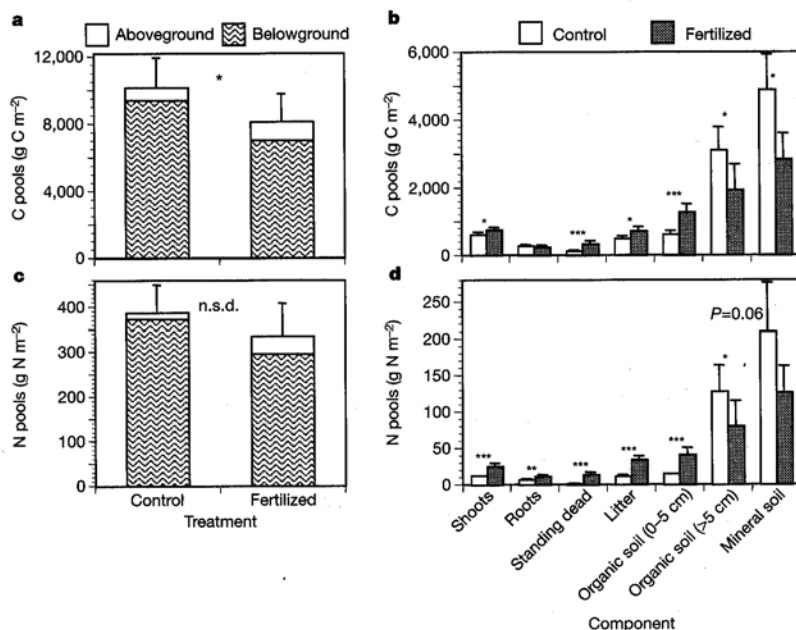 a
Aboveground Belowground
C pools (g C m⁻²)
12,000
8,000
4,000
0
*
b
Control Fertilized
C pools (g C m⁻²)
6,000
4,000
2,000
0
*
***
*
***
*
*
c
N pools (g N m⁻²)
400
300
200
100
0
n.s.d.
Control
Fertilized
Treatment
d
N pools (g N m⁻²)
250
200
150
100
50
0
***
**
***
***
***
*
P=0.06
Shoots
Roots
Standing dead
Litter
Organic soil (0–5 cm)
Organic soil (>5 cm)
Mineral soil
Component